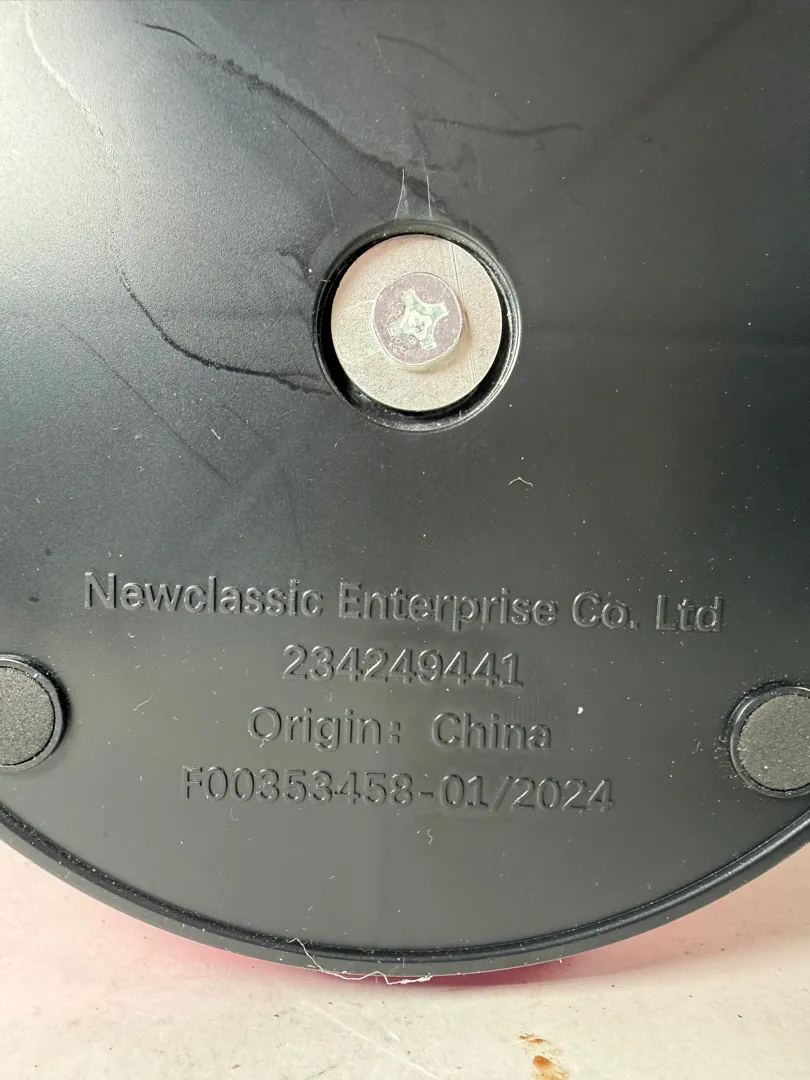 Newclassic Enterprise Co. Ltd
234249441
Origin: China
F00353458-01/2024